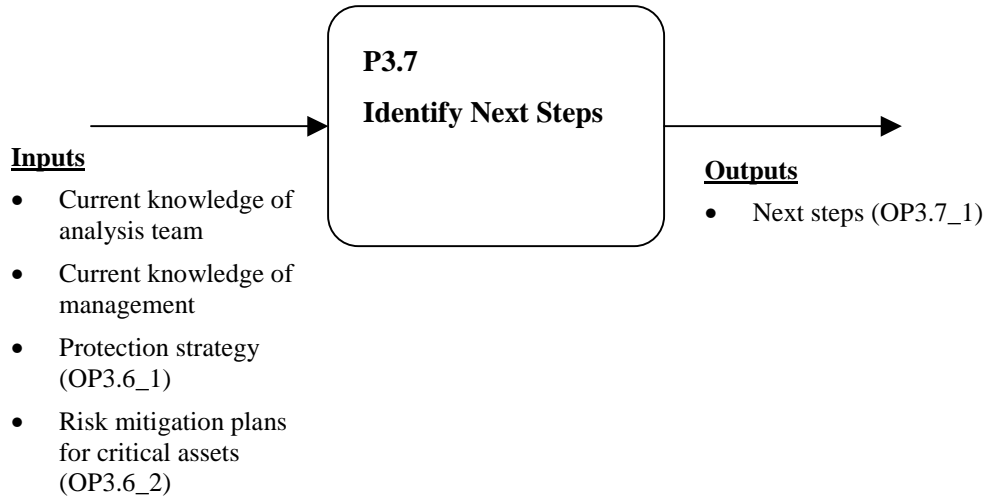 P3.7
Identify Next Steps
Inputs
• Current knowledge of
analysis team
• Current knowledge of
management
• Protection strategy
(OP3.6_1)
• Risk mitigation plans
for critical assets
(OP3.6_2)
Outputs
• Next steps (OP3.7_1)